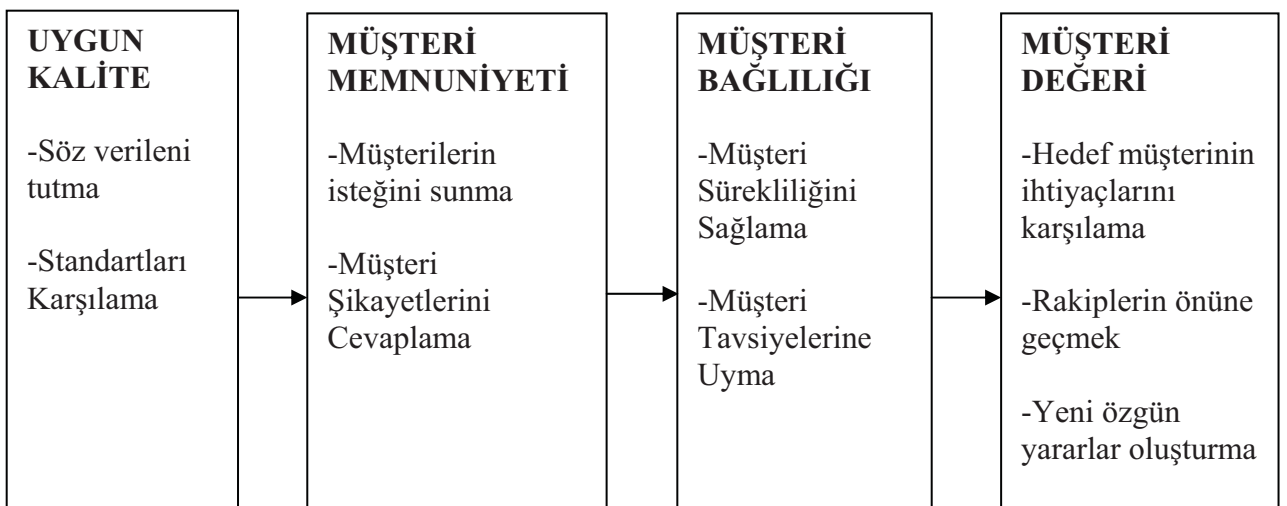 UYGUN
KALİTE
-Söz verileni
tutma
-Standartları
Karşılama
MÜŞTERİ
MEMNUNİYETİ
-Müşterilerin
isteğini sunma
-Müşteri
Şikayetlerini
Cevaplama
MÜŞTERİ
BAĞLILIĞI
-Müşteri
Sürekliliğini
Sağlama
-Müşteri
Tavsiyelerine
Uyma
MÜŞTERİ
DEĞERİ
-Hedef müşterinin
ihtiyaçlarını
karşılama
-Rakiplerin önüne
geçmek
-Yeni özgün
yararlar oluşturma